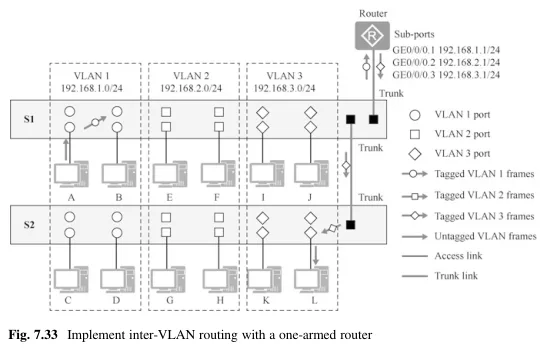 Router
R
Sub-ports
GE0/0/0.1 192.168.1.1/24
GE0/0/0.2 192.168.2.1/24
GE0/0/0.3 192.168.3.1/24
Trunk
VLAN 1
192.168.1.0/24
VLAN 2
192.168.2.0/24
VLAN 3
192.168.3.0/24
S1
Trunk
A
B
E
F
I
J
Trunk
S2
C
D
G
H
K
L
VLAN 1 port
VLAN 2 port
VLAN 3 port
Tagged VLAN 1 frames
Tagged VLAN 2 frames
Tagged VLAN 3 frames
Untagged VLAN frames
Access link
Trunk link
Fig. 7.33 Implement inter-VLAN routing with a one-armed router